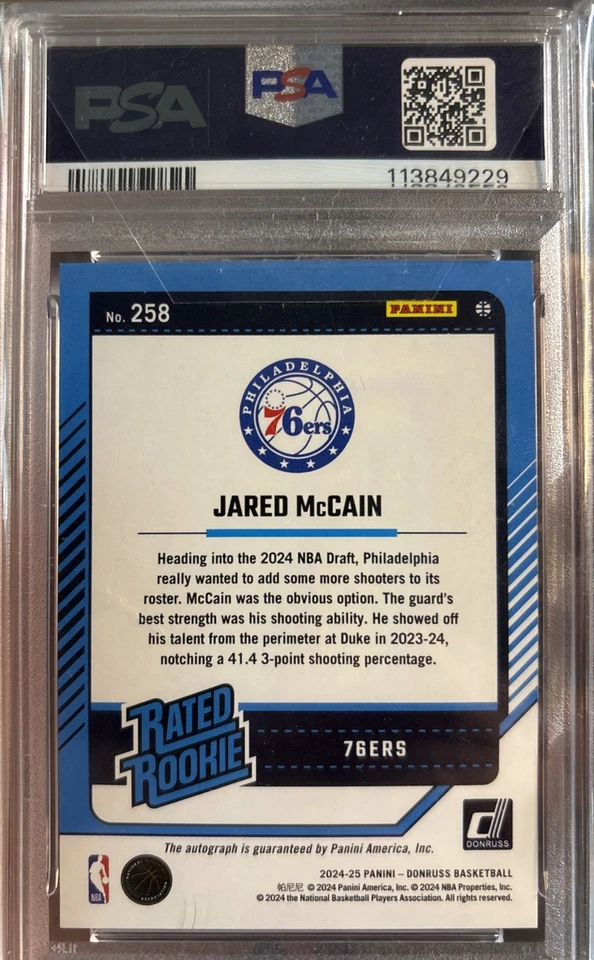 PSA
PSA
113849229
No. 258
PANINI
PHILADELPHIA
76ers
JARED McCAIN
Heading into the 2024 NBA Draft, Philadelphia
really wanted to add some more shooters to its
roster. McCain was the obvious option. The guard's
best strength was his shooting ability. He showed off
his talent from the perimeter at Duke in 2023-24,
notching a 41.4 3-point shooting percentage.
RATED
ROOKIE
76ERS
DONRUSS
The autograph is guaranteed by Panini America, Inc.
2024-25 PANINI – DONRUSS BASKETBALL
帕尼尼 © 2024 Panini America, Inc. © 2024 NBA Properties, Inc.
© 2024 the National Basketball Players Association. All rights reserved.
NBA